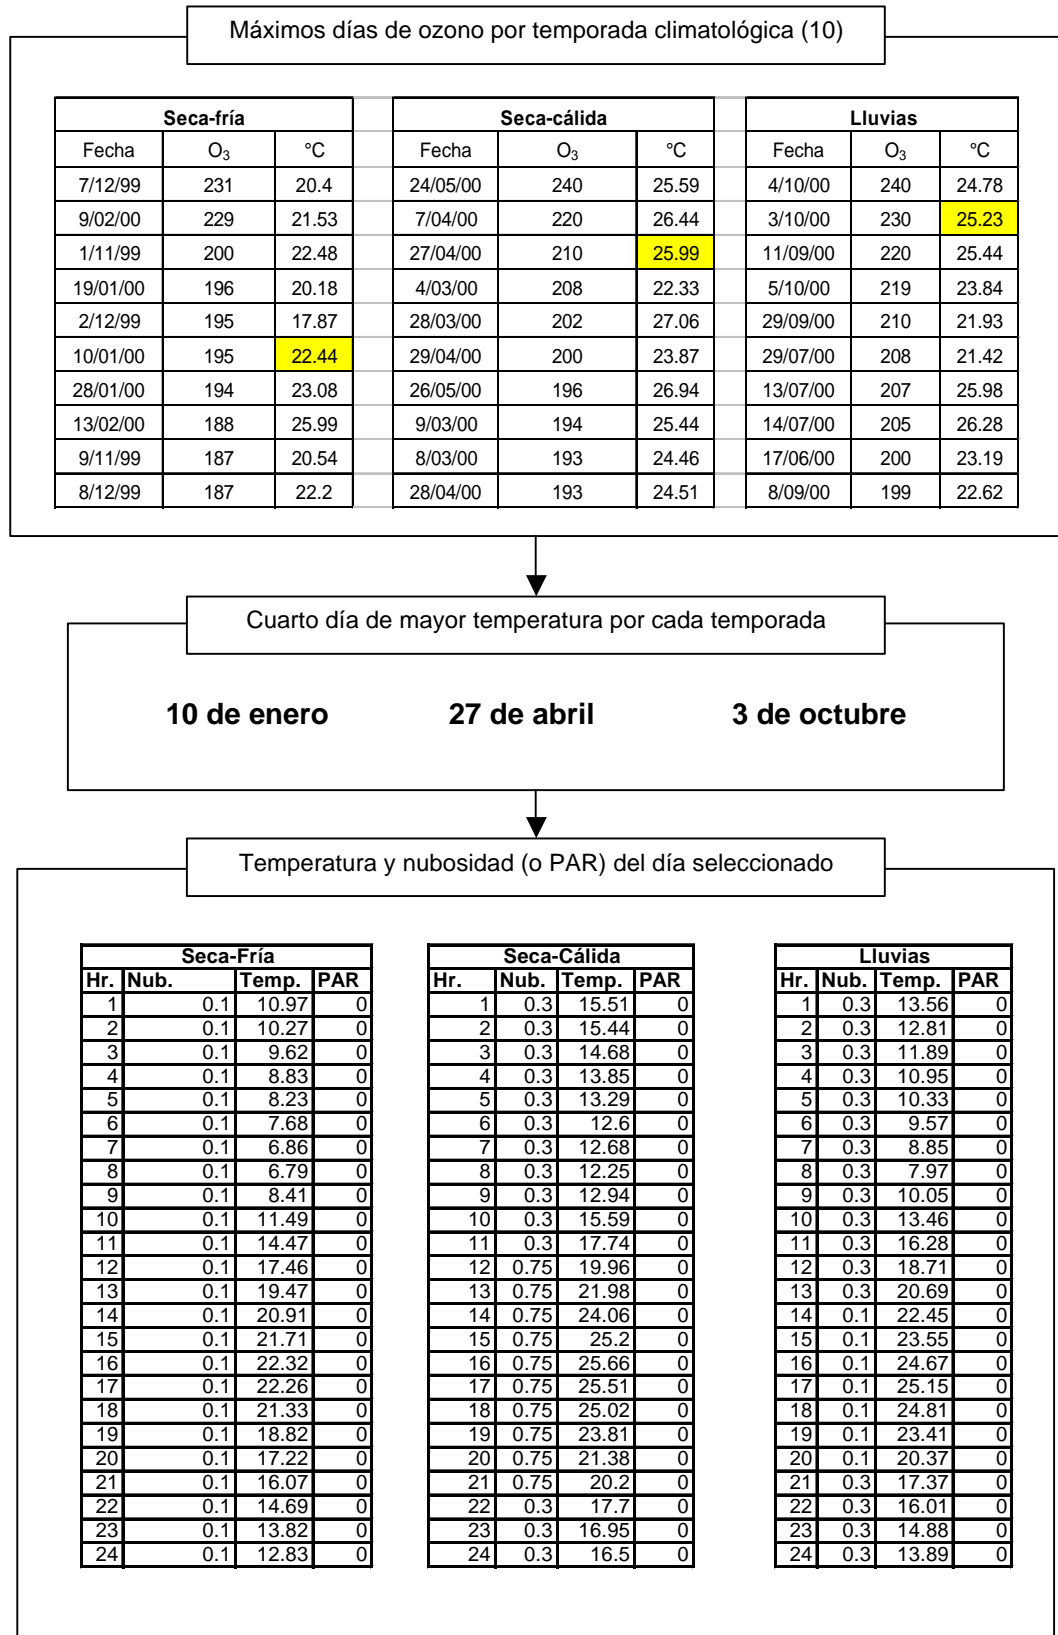 Máximos días de ozono por temporada climatológica (10)
Seca-fría Seca-cálida Lluvias
Fecha O₃ °C Fecha O₃ °C Fecha O₃ °C
7/12/99 231 20.4 24/05/00 240 25.59 4/10/00 240 24.78
9/02/00 229 21.53 7/04/00 220 26.44 3/10/00 230 25.23
1/11/99 200 22.48 27/04/00 210 25.99 11/09/00 220 25.44
19/01/00 196 20.18 4/03/00 208 22.33 5/10/00 219 23.84
2/12/99 195 17.87 28/03/00 202 27.06 29/09/00 210 21.93
10/01/00 195 22.44 29/04/00 200 23.87 29/07/00 208 21.42
28/01/00 194 23.08 26/05/00 196 26.94 13/07/00 207 25.98
13/02/00 188 25.99 9/03/00 194 25.44 14/07/00 205 26.28
9/11/99 187 20.54 8/03/00 193 24.46 17/06/00 200 23.19
8/12/99 187 22.2 28/04/00 193 24.51 8/09/00 199 22.62
Cuarto día de mayor temperatura por cada temporada
10 de enero 27 de abril 3 de octubre
Temperatura y nubosidad (o PAR) del día seleccionado
Seca-Fría Seca-Cálida Lluvias
Hr. Nub. Temp. PAR Hr. Nub. Temp. PAR Hr. Nub. Temp. PAR
1 0.1 10.97 0 1 0.3 15.51 0 1 0.3 13.56 0
2 0.1 10.27 0 2 0.3 15.44 0 2 0.3 12.81 0
3 0.1 9.62 0 3 0.3 14.68 0 3 0.3 11.89 0
4 0.1 8.83 0 4 0.3 13.85 0 4 0.3 10.95 0
5 0.1 8.23 0 5 0.3 13.29 0 5 0.3 10.33 0
6 0.1 7.68 0 6 0.3 12.6 0 6 0.3 9.57 0
7 0.1 6.86 0 7 0.3 12.68 0 7 0.3 8.85 0
8 0.1 6.79 0 8 0.3 12.25 0 8 0.3 7.97 0
9 0.1 8.41 0 9 0.3 12.94 0 9 0.3 10.05 0
10 0.1 11.49 0 10 0.3 15.59 0 10 0.3 13.46 0
11 0.1 14.47 0 11 0.3 17.74 0 11 0.3 16.28 0
12 0.1 17.46 0 12 0.75 19.96 0 12 0.3 18.71 0
13 0.1 19.47 0 13 0.75 21.98 0 13 0.3 20.69 0
14 0.1 20.91 0 14 0.75 24.06 0 14 0.1 22.45 0
15 0.1 21.71 0 15 0.75 25.2 0 15 0.1 23.55 0
16 0.1 22.32 0 16 0.75 25.66 0 16 0.1 24.67 0
17 0.1 22.26 0 17 0.75 25.51 0 17 0.1 25.15 0
18 0.1 21.33 0 18 0.75 25.02 0 18 0.1 24.81 0
19 0.1 18.82 0 19 0.75 23.81 0 19 0.1 23.41 0
20 0.1 17.22 0 20 0.75 21.38 0 20 0.1 20.37 0
21 0.1 16.07 0 21 0.75 20.2 0 21 0.3 17.37 0
22 0.1 14.69 0 22 0.3 17.7 0 22 0.3 16.01 0
23 0.1 13.82 0 23 0.3 16.95 0 23 0.3 14.88 0
24 0.1 12.83 0 24 0.3 16.5 0 24 0.3 13.89 0